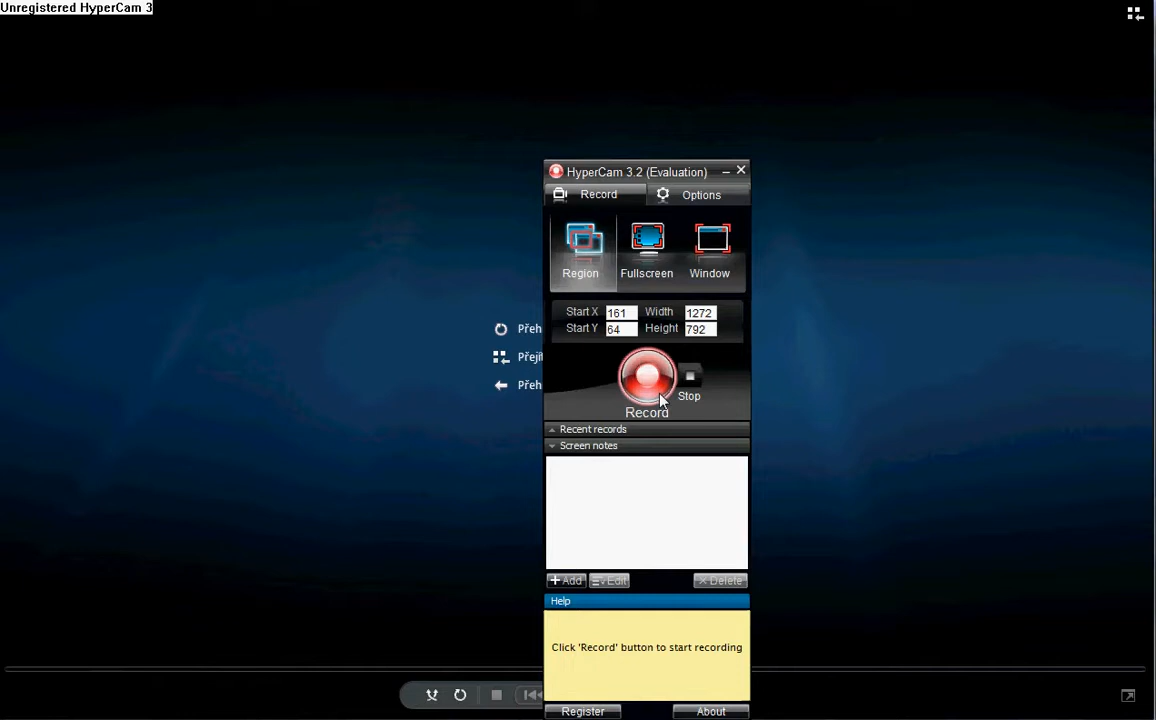 Unregistered HyperCam 3
HyperCam 3.2 (Evaluation)
Record
Options
Region
Fullscreen
Window
Start X 161 Width 1272
Start Y 64 Height 792
Přeh
Přejí
Přeh
Stop
Record
Recent records
Screen notes
Add
Edit
Delete
Help
Click 'Record' button to start recording
Register
About